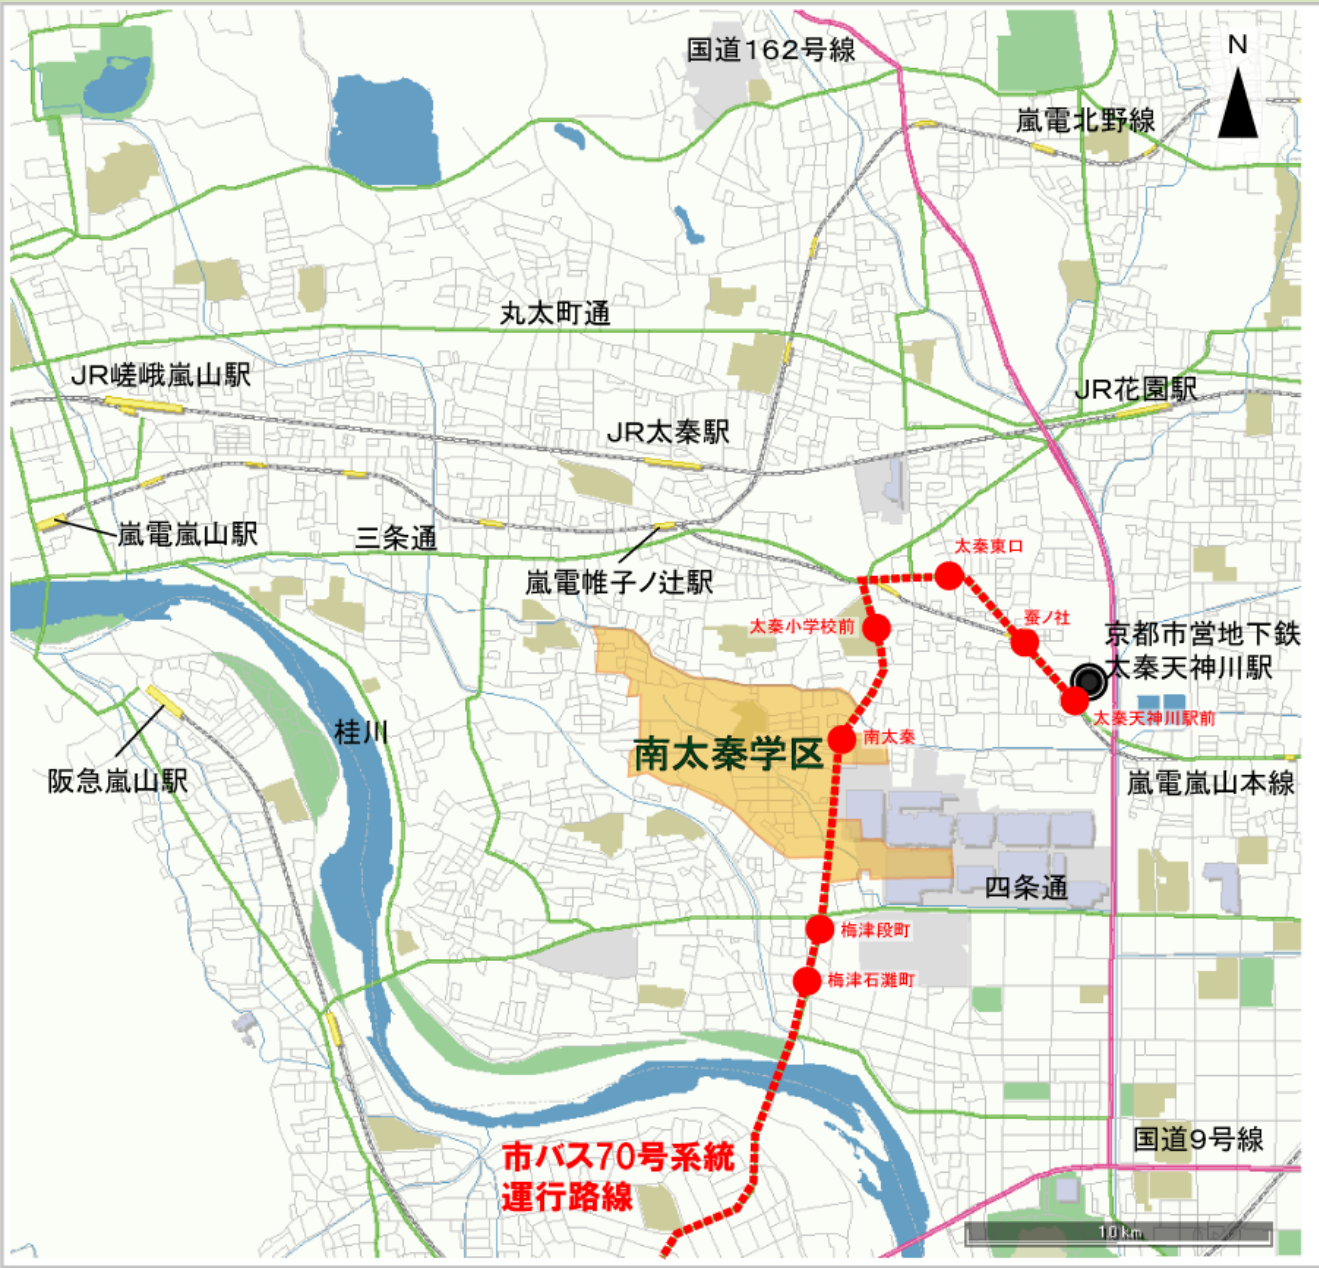 国道162号線
N
嵐電北野線
丸太町通
JR嵯峨嵐山駅
JR花園駅
JR太秦駅
嵐電嵐山駅
三条通
太秦東口
嵐電帷子ノ辻駅
太秦小学校前
蚕ノ社
京都市営地下鉄
太秦天神川駅
太秦天神川駅前
桂川
南太秦学区
南太秦
阪急嵐山駅
嵐電嵐山本線
四条通
梅津段町
梅津石灘町
国道9号線
市バス70号系統
運行路線
1.0 km